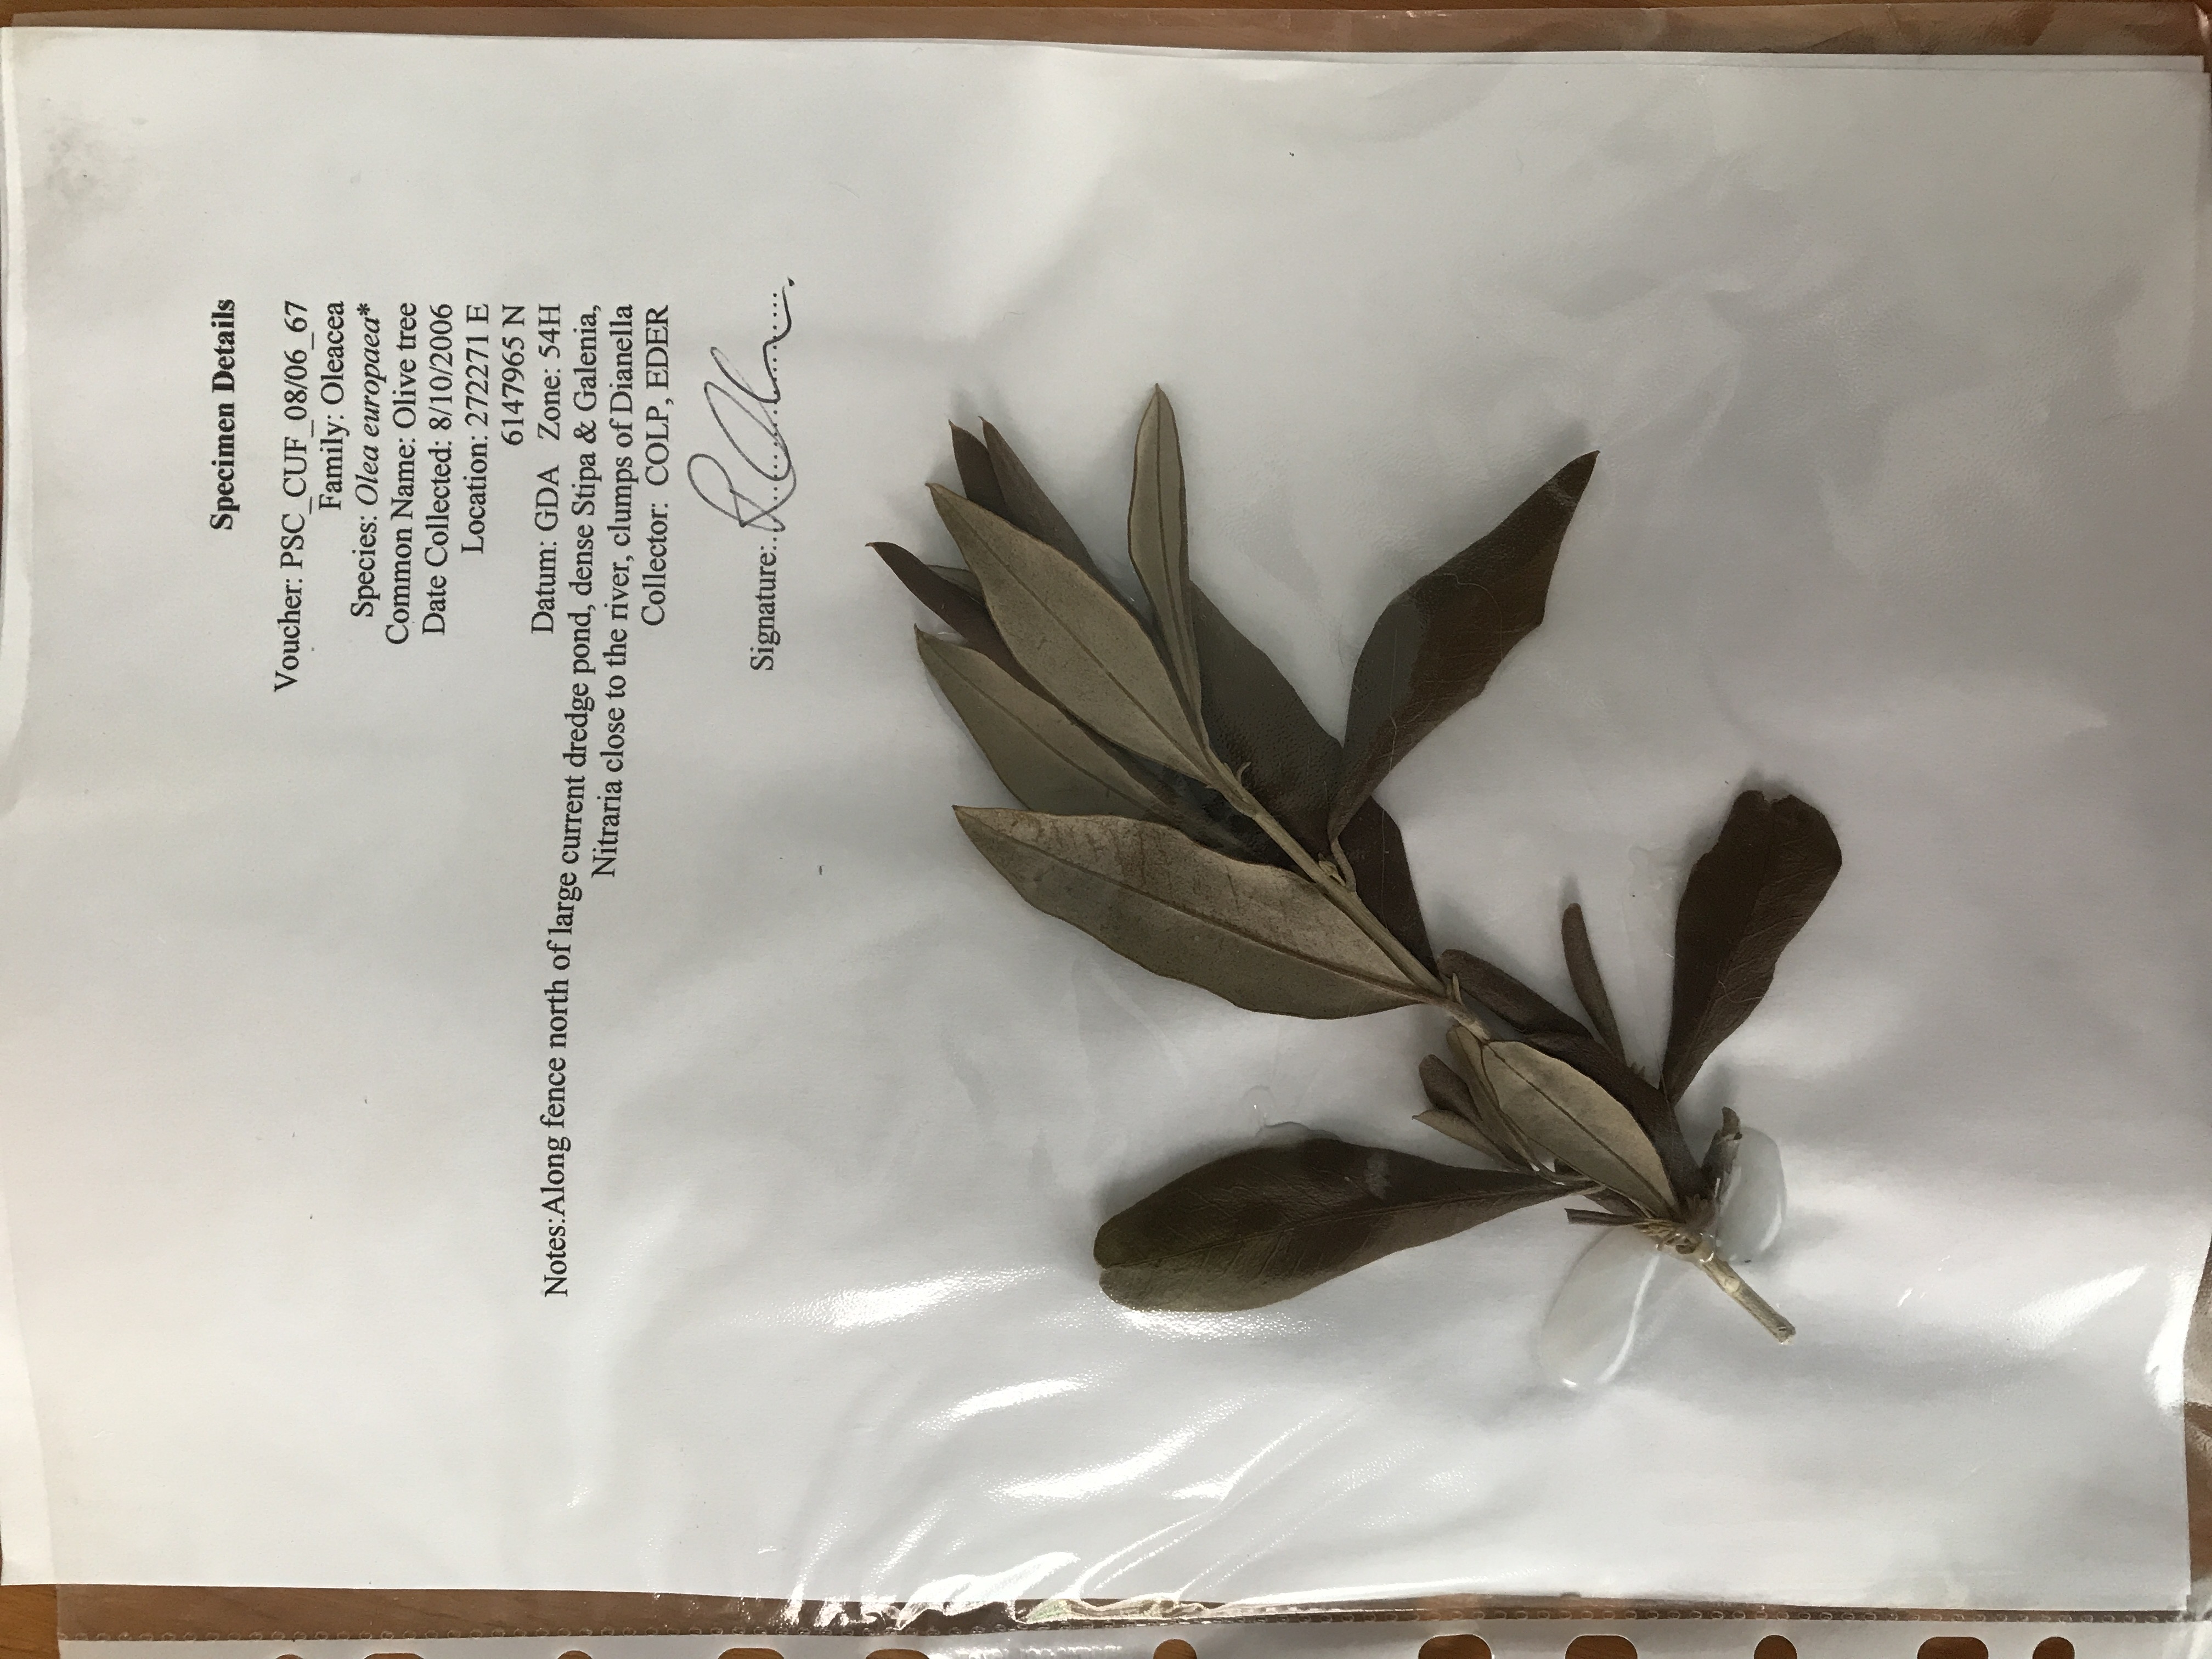 Specimen Details
Voucher: PSC_CUF_08/06_67
Family: Oleacea
Species: Olea europaea*
Common Name: Olive tree
Date Collected: 8/10/2006
Location: 272271 E
6147965 N
Datum: GDA Zone: 54H
Notes:Along fence north of large current dredge pond, dense Stipa & Galenia,
Nitraria close to the river, clumps of Dianella
Collector: COLP, EDER
Signature: